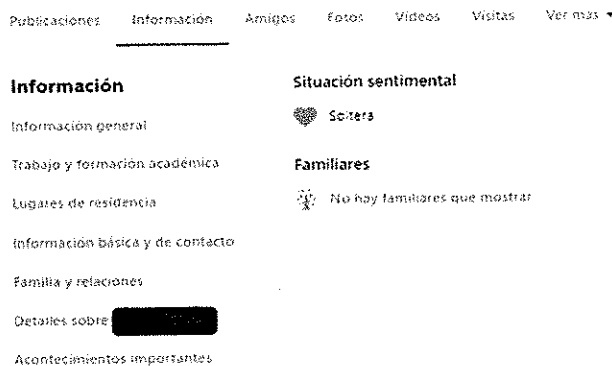 Publicaciones Información Amigos Fotos Vídeos Visitas Ver más
Información
Información general
Trabajo y formación académica
Lugares de residencia
Información básica y de contacto
Familia y relaciones
Detalles sobre
Acontecimientos importantes
Situación sentimental
Soltera
Familiares
No hay familiares que mostrar